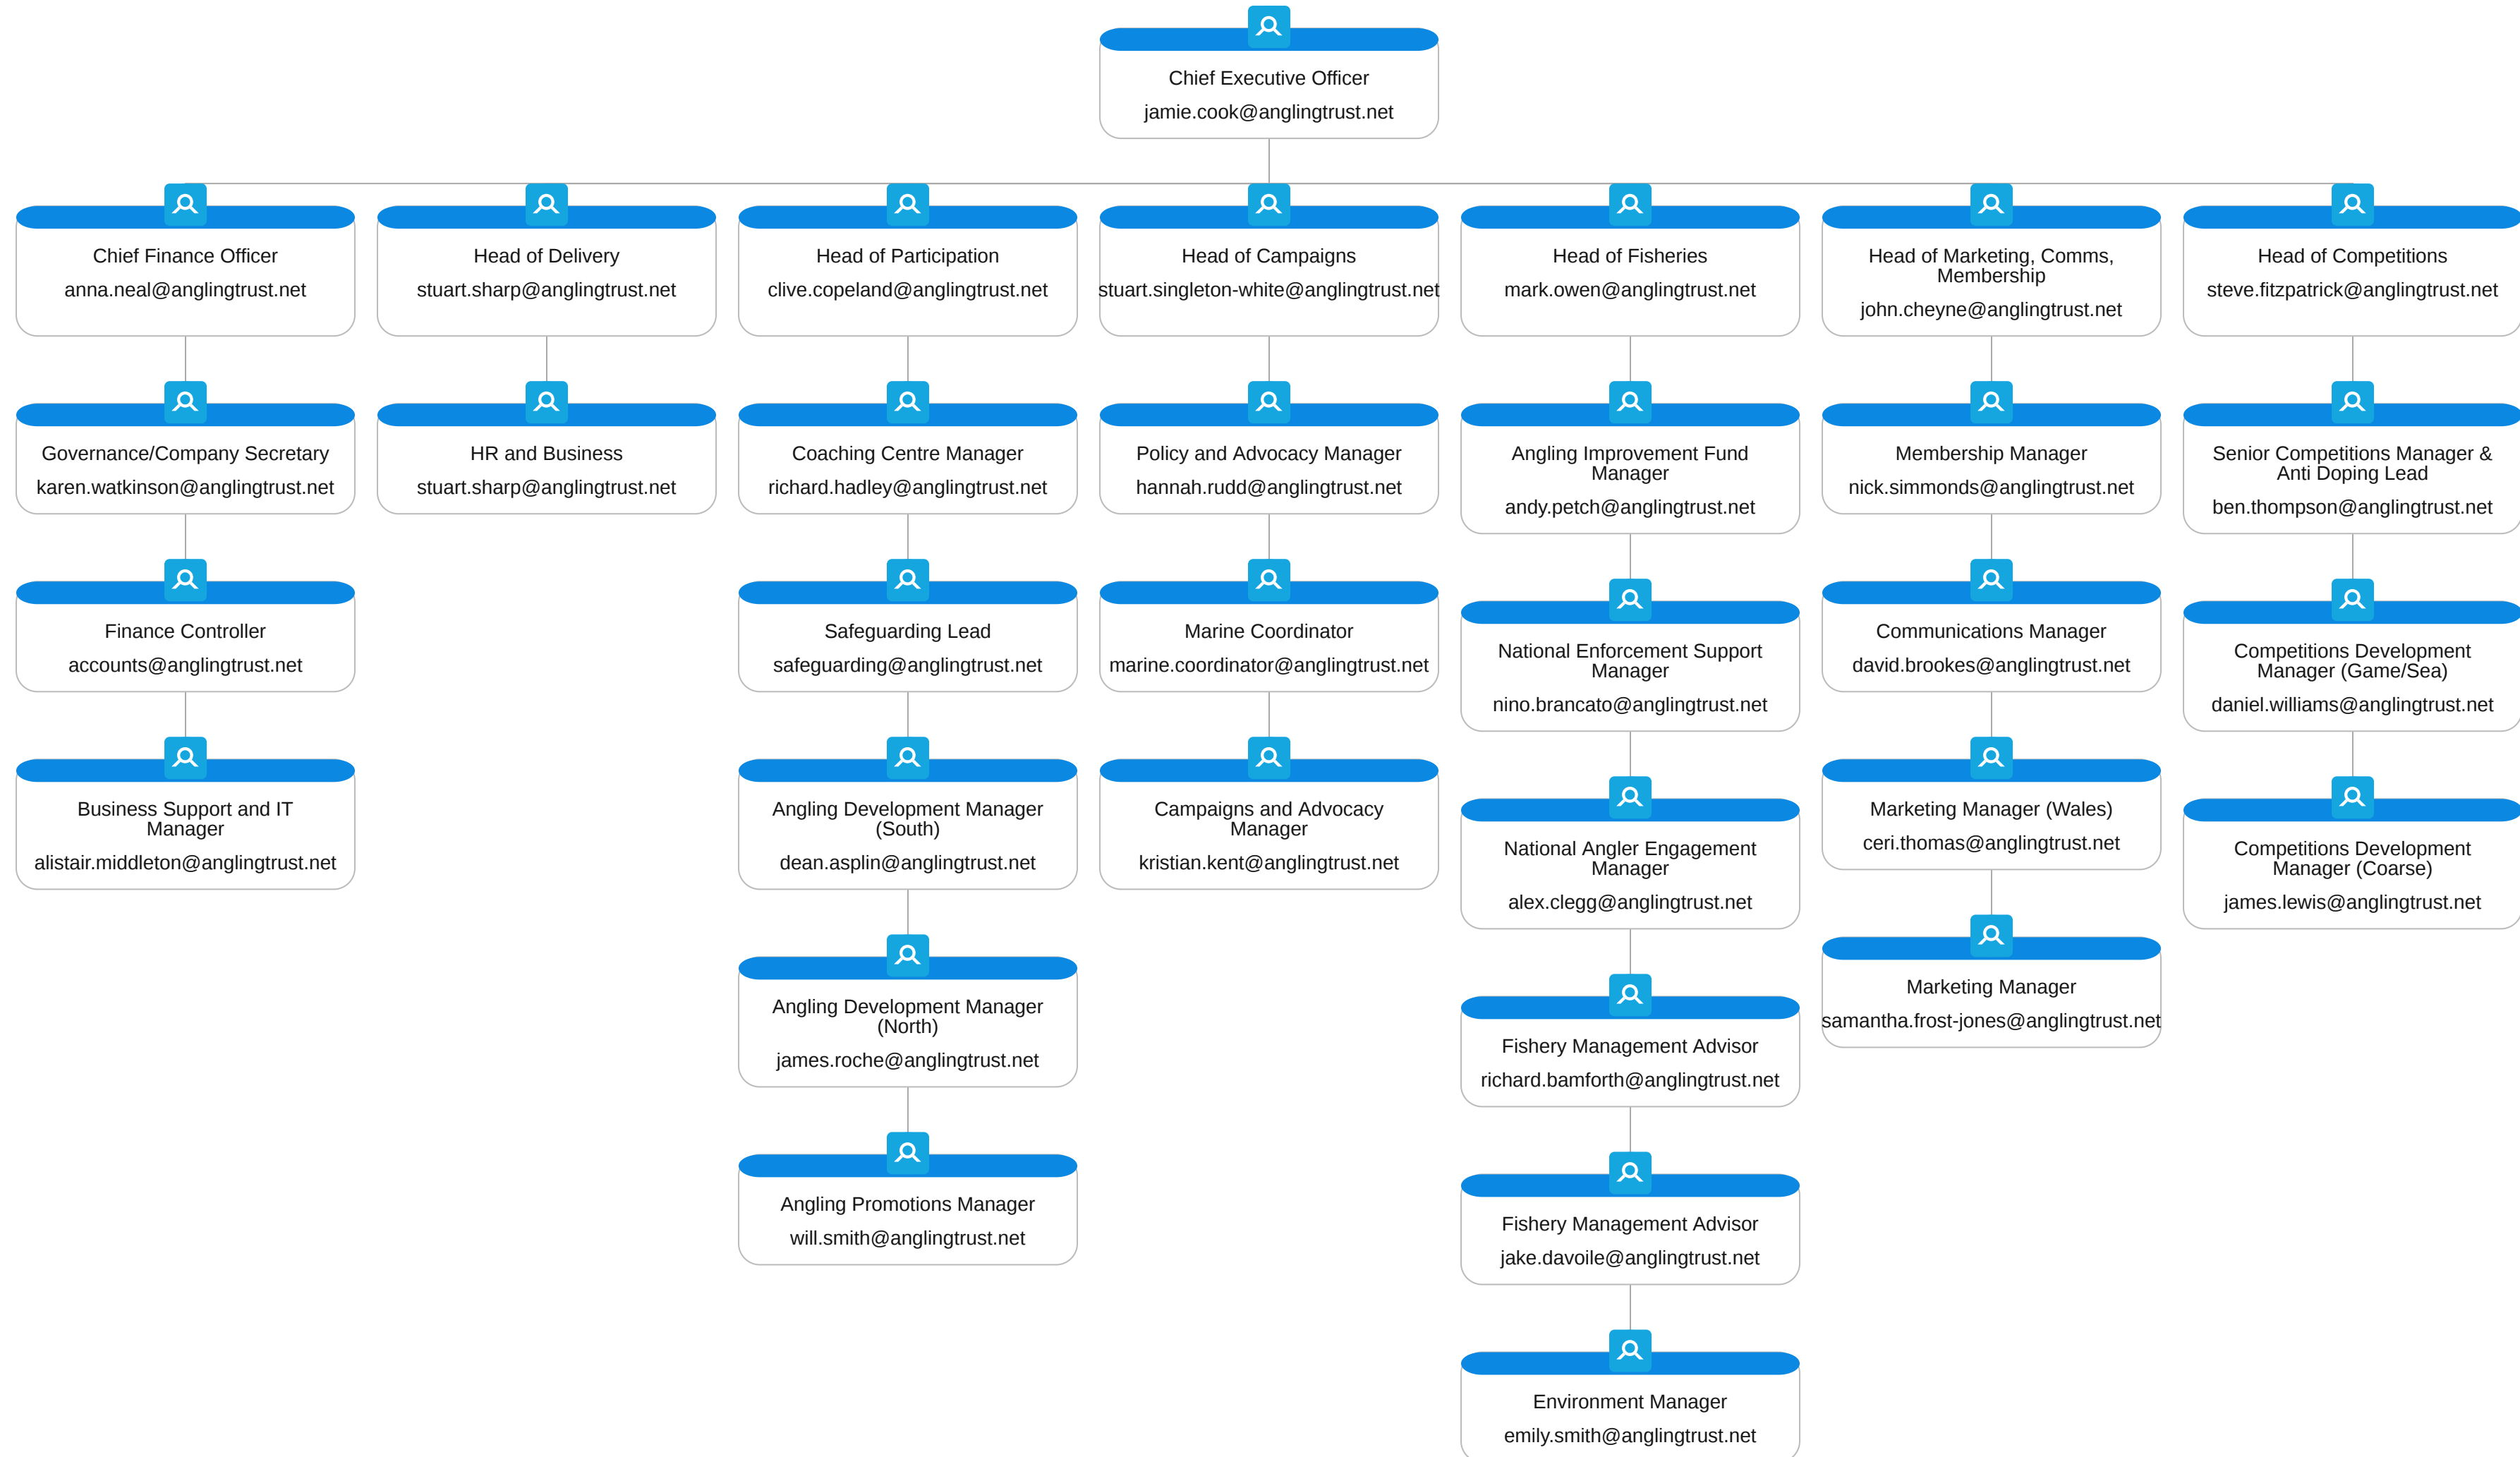 Chief Executive Officer
jamie.cook@anglingtrust.net
Chief Finance Officer
anna.neal@anglingtrust.net
Head of Delivery
stuart.sharp@anglingtrust.net
Head of Participation
clive.copeland@anglingtrust.net
Head of Campaigns
stuart.singleton-white@anglingtrust.net
Head of Fisheries
mark.owen@anglingtrust.net
Head of Marketing, Comms,
Membership
john.cheyne@anglingtrust.net
Head of Competitions
steve.fitzpatrick@anglingtrust.net
Governance/Company Secretary
karen.watkinson@anglingtrust.net
HR and Business
stuart.sharp@anglingtrust.net
Coaching Centre Manager
richard.hadley@anglingtrust.net
Policy and Advocacy Manager
hannah.rudd@anglingtrust.net
Angling Improvement Fund
Manager
andy.petch@anglingtrust.net
Membership Manager
nick.simmonds@anglingtrust.net
Senior Competitions Manager &
Anti Doping Lead
ben.thompson@anglingtrust.net
Finance Controller
accounts@anglingtrust.net
Safeguarding Lead
safeguarding@anglingtrust.net
Marine Coordinator
marine.coordinator@anglingtrust.net
National Enforcement Support
Manager
nino.brancato@anglingtrust.net
Communications Manager
david.brookes@anglingtrust.net
Competitions Development
Manager (Game/Sea)
daniel.williams@anglingtrust.net
Business Support and IT
Manager
alistair.middleton@anglingtrust.net
Angling Development Manager
(South)
dean.asplin@anglingtrust.net
Campaigns and Advocacy
Manager
kristian.kent@anglingtrust.net
National Angler Engagement
Manager
alex.clegg@anglingtrust.net
Marketing Manager (Wales)
ceri.thomas@anglingtrust.net
Competitions Development
Manager (Coarse)
james.lewis@anglingtrust.net
Angling Development Manager
(North)
james.roche@anglingtrust.net
Fishery Management Advisor
richard.bamforth@anglingtrust.net
Marketing Manager
samantha.frost-jones@anglingtrust.net
Angling Promotions Manager
will.smith@anglingtrust.net
Fishery Management Advisor
jake.davoile@anglingtrust.net
Environment Manager
emily.smith@anglingtrust.net